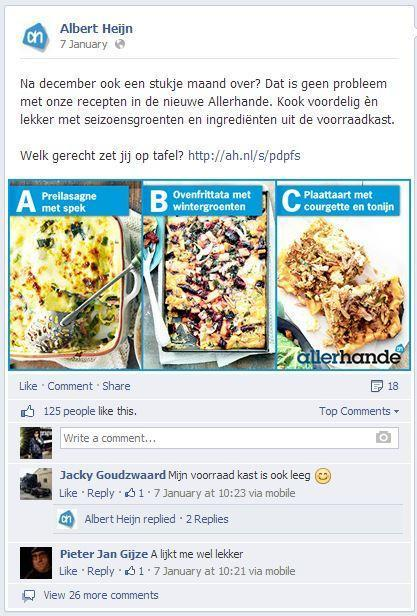 Albert Heijn
7 January
Na december ook een stukje maand over? Dat is geen probleem
met onze recepten in de nieuwe Allerhande. Kook voordelig èn
lekker met seizoensgroenten en ingrediënten uit de voorraadkast.
Welk gerecht zet jij op tafel? http://ah.nl/s/pdpfs
A Preilasagne
met spek
B Ovenfrittata met
wintergroenten
C Plaattaart met
courgette en tonijn
allerhande
Like · Comment · Share
18
125 people like this.
Top Comments
Write a comment...
Jacky Goudzwaard Mijn voorraad kast is ook leeg 😊
Like · Reply · 1 · 7 January at 10:23 via mobile
Albert Heijn replied · 2 Replies
Pieter Jan Gijze A lijkt me wel lekker
Like · Reply · 1 · 7 January at 10:21 via mobile
View 26 more comments